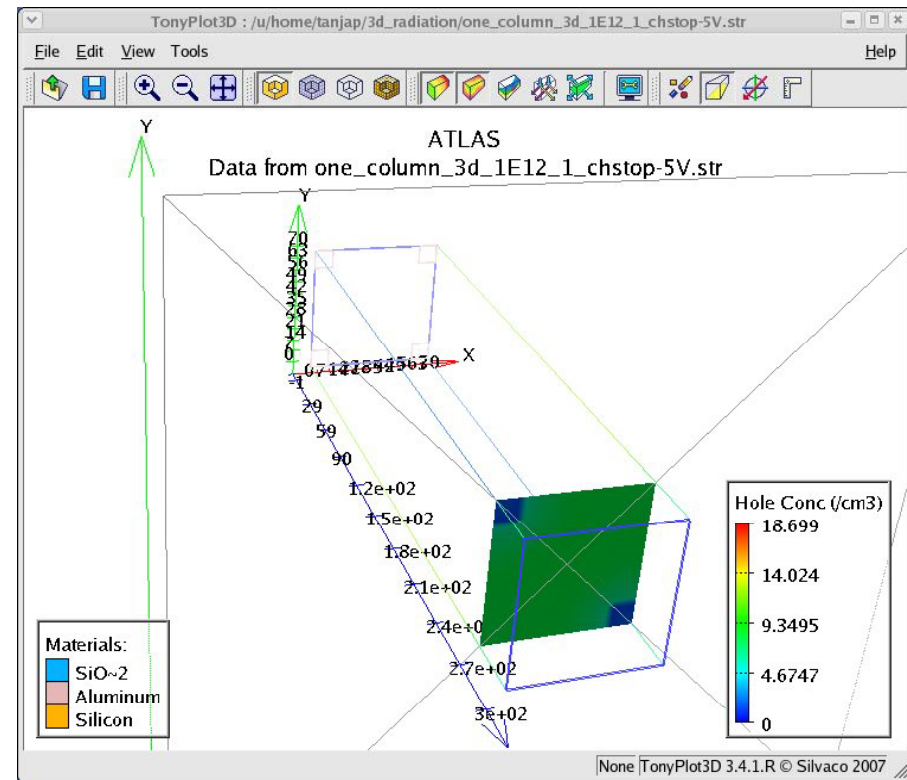 TonyPlot3D : /u/home/tanjap/3d_radiation/one_column_3d_1E12_1_chstop-5V.str
File Edit View Tools Help
ATLAS
Data from one_column_3d_1E12_1_chstop-5V.str
Y
Y
70
63
56
49
42
35
28
21
14
7
0
X
-1
29
59
90
1.2e+02
1.5e+02
1.8e+02
2.1e+02
2.4e+0
2.7e+02
3e+02
Materials:
SiO~2
Aluminum
Silicon
Hole Conc (/cm3)
18.699
14.024
9.3495
4.6747
0
None TonyPlot3D 3.4.1.R © Silvaco 2007